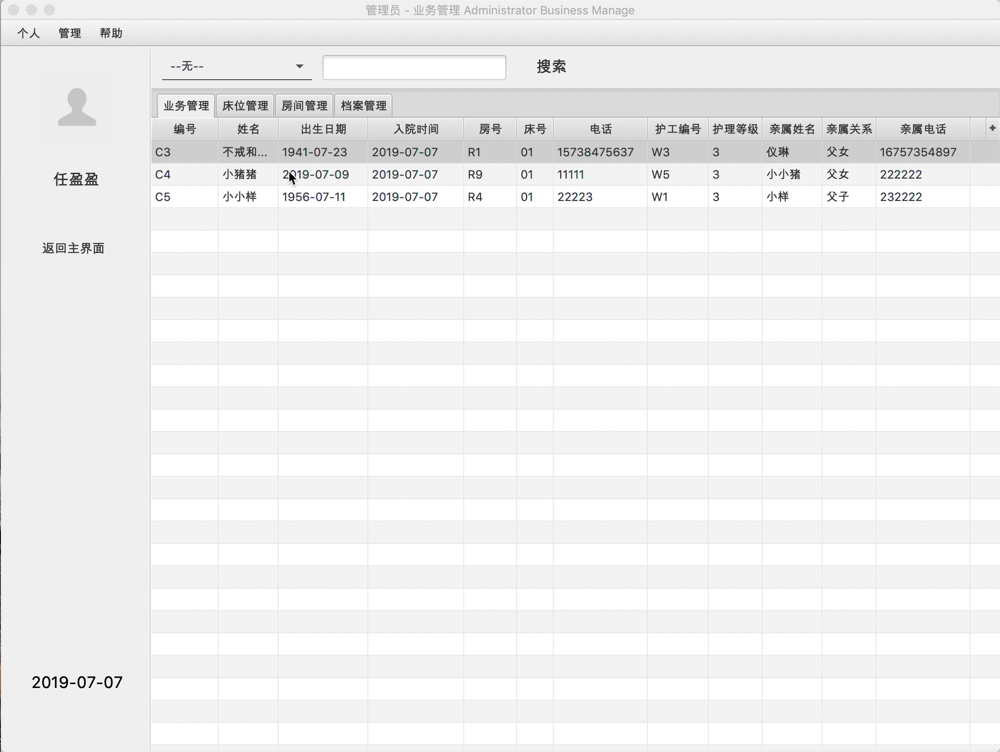 管理员 - 业务管理 Administrator Business Manage
个人 管理 帮助
--无-- 搜索
任盈盈
返回主界面
2019-07-07
业务管理 床位管理 房间管理 档案管理
编号 姓名 出生日期 入院时间 房号 床号 电话 护工编号 护理等级 亲属姓名 亲属关系 亲属电话 +
C3 不戒和... 1941-07-23 2019-07-07 R1 01 15738475637 W3 3 仪琳 父女 16757354897
C4 小猪猪 2019-07-09 2019-07-07 R9 01 11111 W5 3 小小猪 父女 222222
C5 小小样 1956-07-11 2019-07-07 R4 01 22223 W1 3 小样 父子 232222